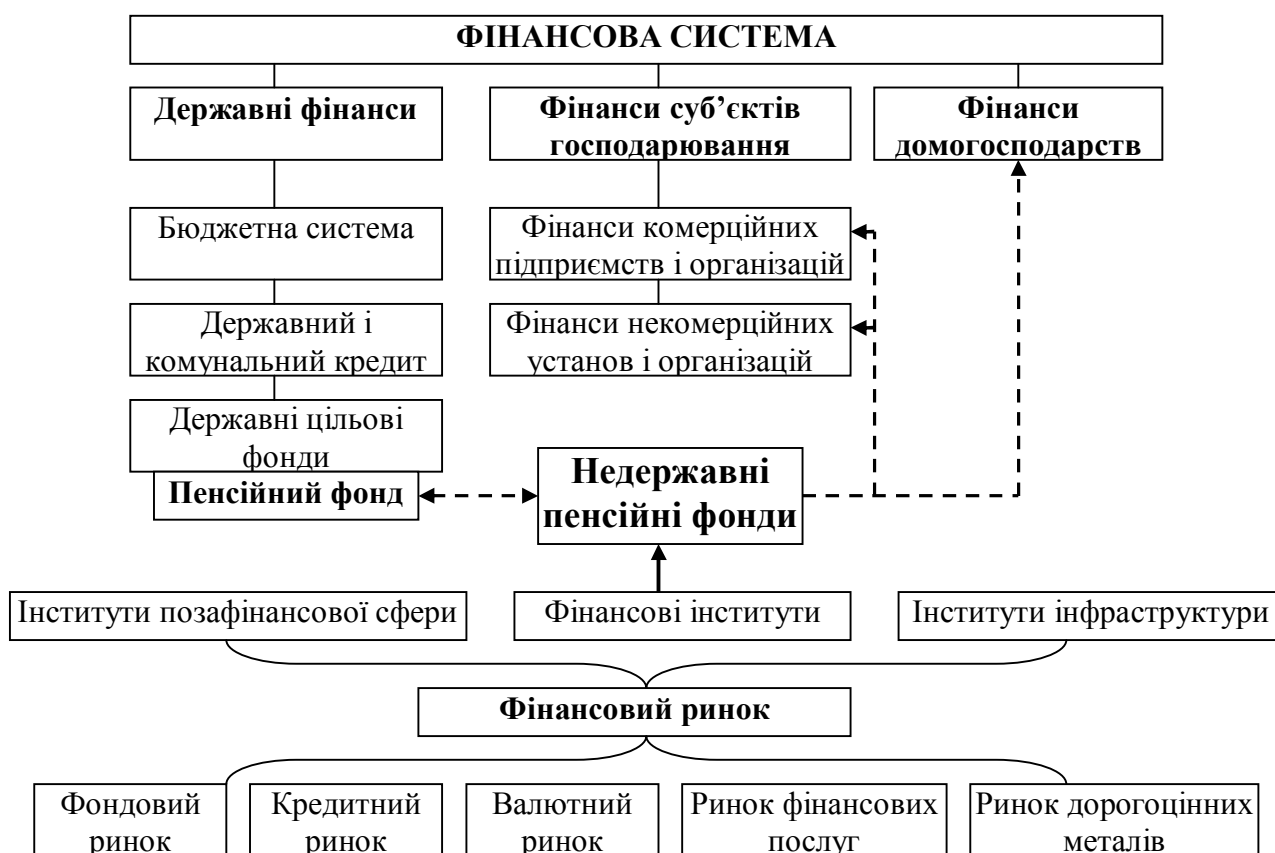 ФІНАНСОВА СИСТЕМА
Державні фінанси
Фінанси суб’єктів
господарювання
Фінанси
домогосподарств
Бюджетна система
Фінанси комерційних
підприємств і організацій
Державний і
комунальний кредит
Фінанси некомерційних
установ і організацій
Державні цільові
фонди
Пенсійний фонд
Недержавні
пенсійні фонди
Інститути позафінансової сфери
Фінансові інститути
Інститути інфраструктури
Фінансовий ринок
Фондовий
ринок
Кредитний
ринок
Валютний
ринок
Ринок фінансових
послуг
Ринок дорогоцінних
металів